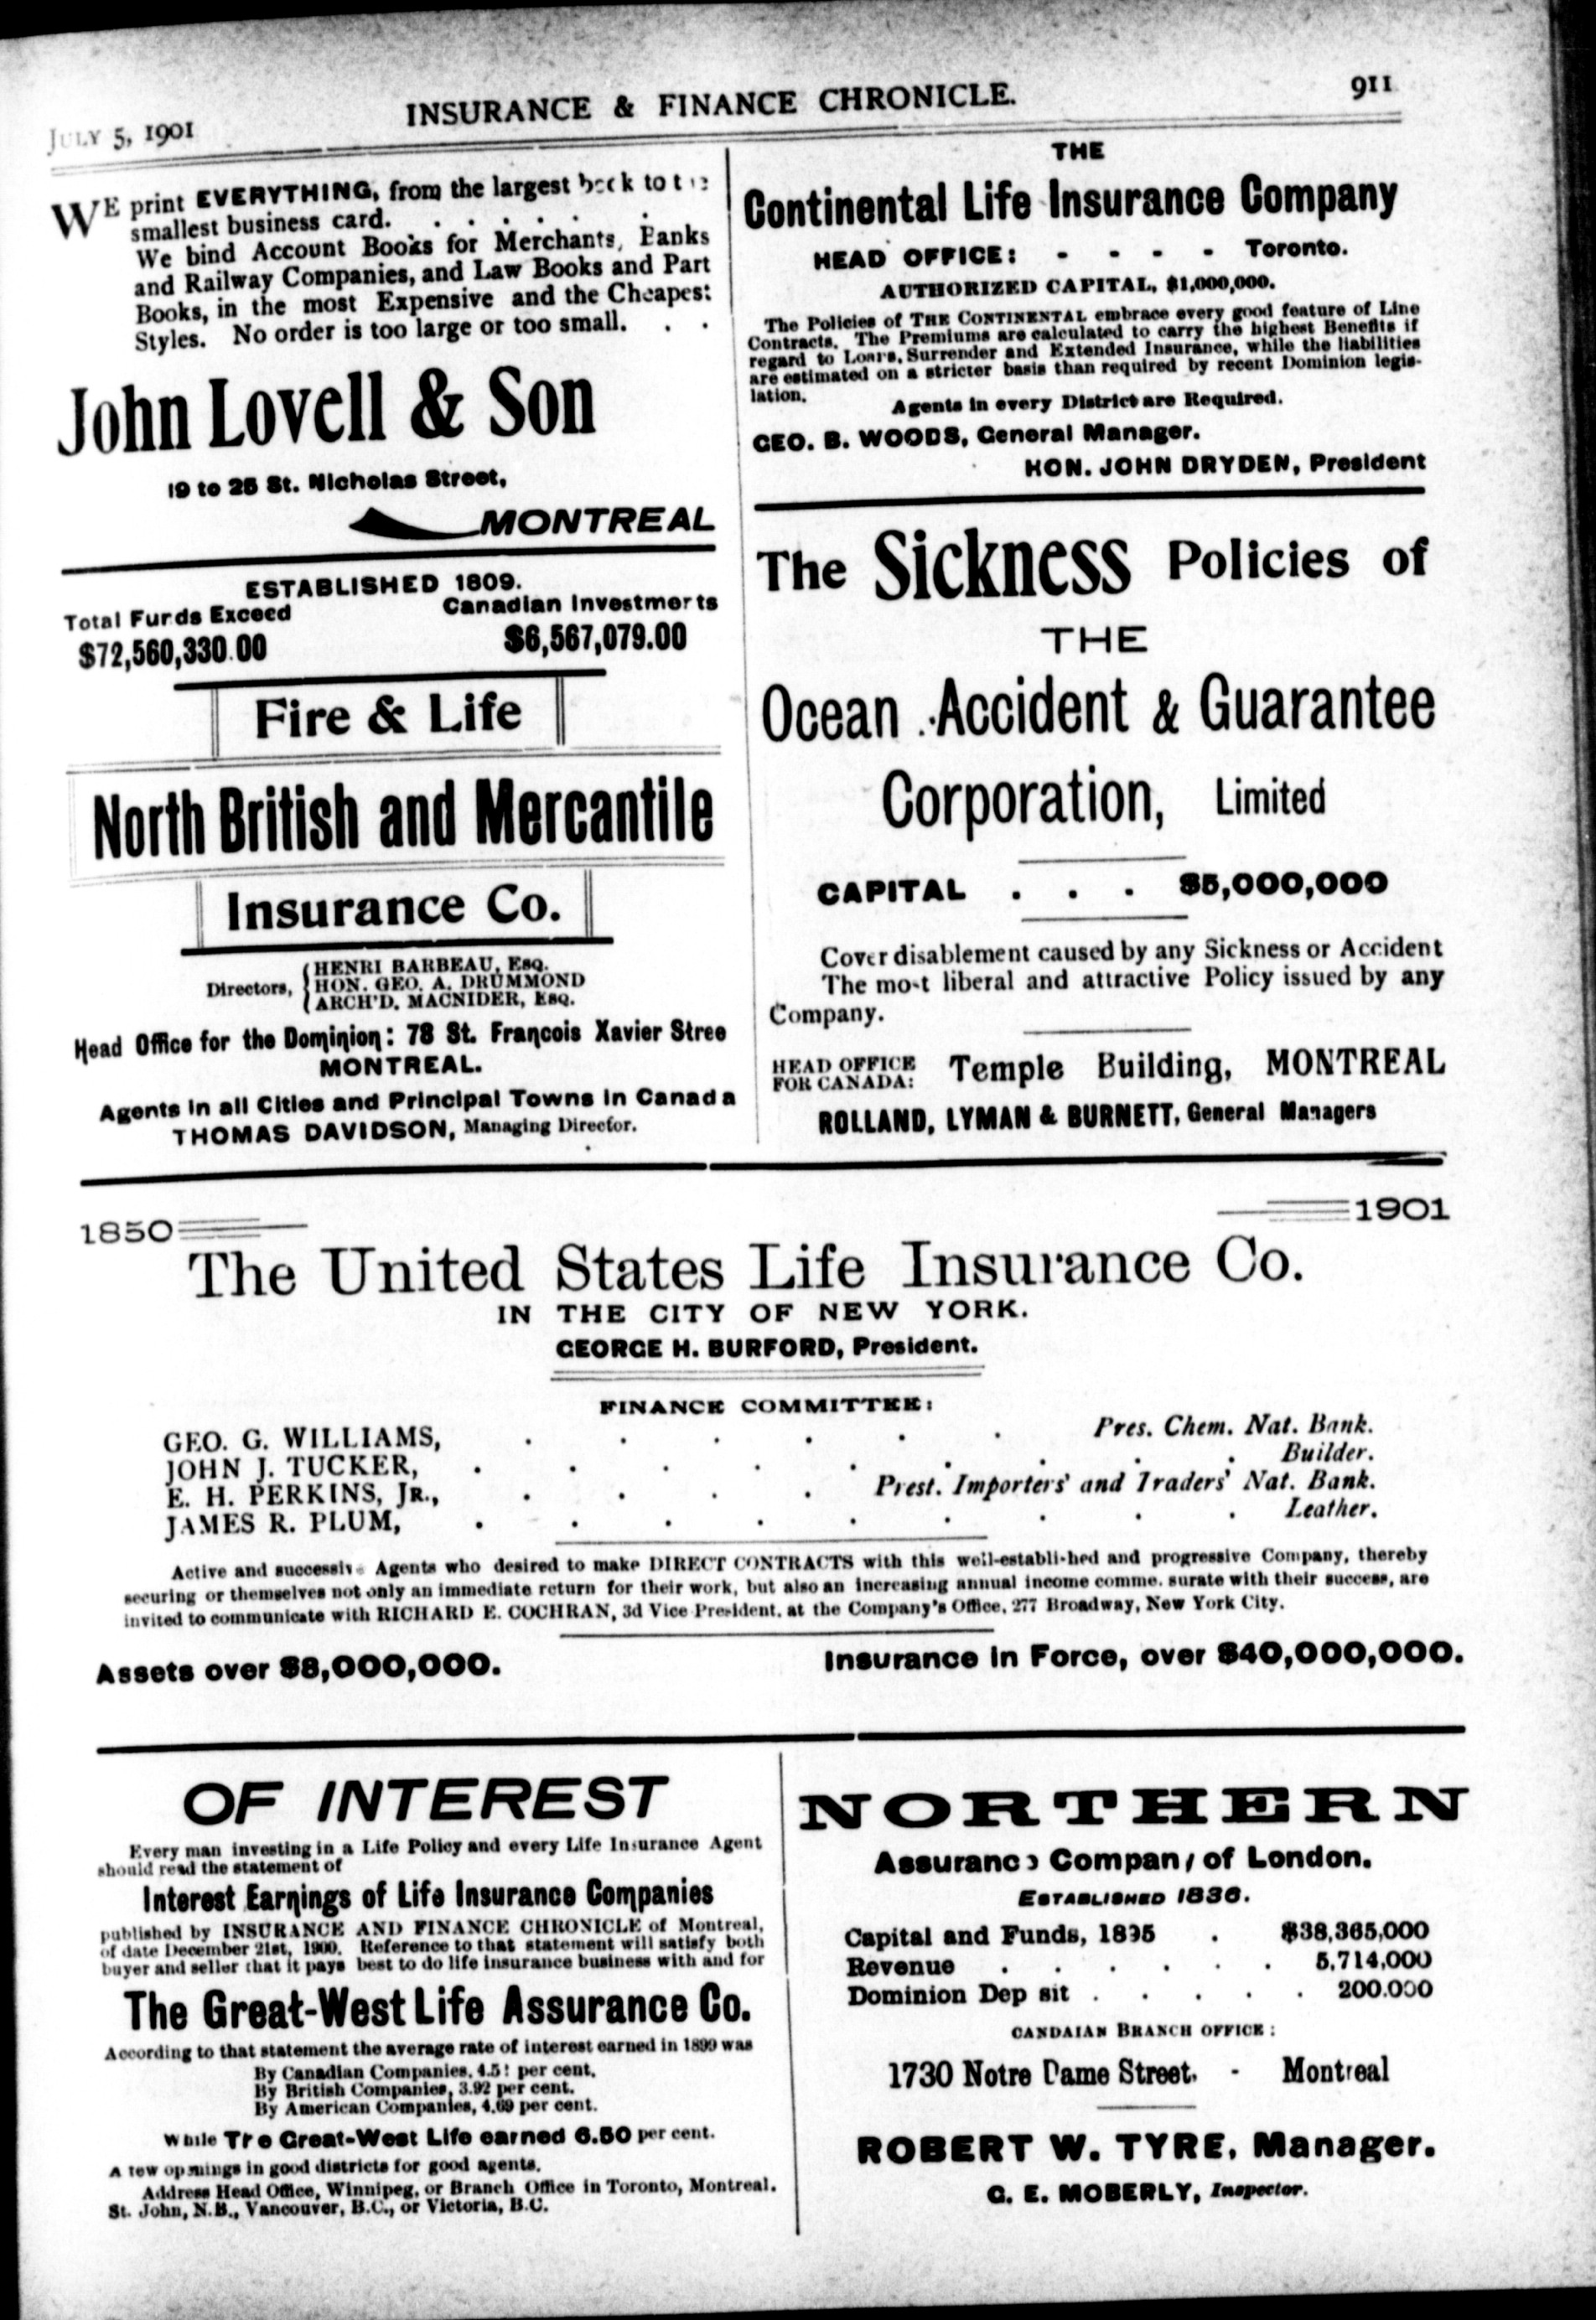 JULY 5, 1901
INSURANCE & FINANCE CHRONICLE.
911
WE print EVERYTHING, from the largest book to the
smallest business card. . . . . . .
We bind Account Books for Merchants, Banks
and Railway Companies, and Law Books and Part
Books, in the most Expensive and the Cheapest
Styles. No order is too large or too small. . .
John Lovell & Son
19 to 25 St. Nicholas Street,
MONTREAL
ESTABLISHED 1809.
Total Funds Exceed
Canadian Investments
$72,560,330.00
$6,567,079.00
Fire & Life
North British and Mercantile
Insurance Co.
Directors,
HENRI BARBEAU, ESQ.
HON. GEO. A. DRUMMOND
ARCH'D. MACNIDER, ESQ.
Head Office for the Dominion: 78 St. Francois Xavier Stree
MONTREAL.
Agents in all Cities and Principal Towns in Canada
THOMAS DAVIDSON, Managing Director.
THE
Continental Life Insurance Company
HEAD OFFICE: - - - - Toronto.
AUTHORIZED CAPITAL, $1,000,000.
The Policies of THE CONTINENTAL embrace every good feature of Line
Contracts. The Premiums are calculated to carry the highest Benefits if
regard to Loans, Surrender and Extended Insurance, while the liabilities
are estimated on a stricter basis than required by recent Dominion legis-
lation.
Agents in every District are Required.
GEO. B. WOODS, General Manager.
HON. JOHN DRYDEN, President
The Sickness Policies of
THE
Ocean Accident & Guarantee
Corporation, Limited
CAPITAL . . . $5,000,000
Cover disablement caused by any Sickness or Accident
The most liberal and attractive Policy issued by any
Company.
HEAD OFFICE
FOR CANADA:
Temple Building, MONTREAL
ROLLAND, LYMAN & BURNETT, General Managers
1850
1901
The United States Life Insurance Co.
IN THE CITY OF NEW YORK.
GEORGE H. BURFORD, President.
FINANCE COMMITTEE:
GEO. G. WILLIAMS, . . . . . . Pres. Chem. Nat. Bank.
JOHN J. TUCKER, . . . . . . . . . Builder.
E. H. PERKINS, JR., . . . . Prest. Importers' and Traders' Nat. Bank.
JAMES R. PLUM, . . . . . . . . . Leather.
Active and successive Agents who desired to make DIRECT CONTRACTS with this well-established and progressive Company, thereby
securing or themselves not only an immediate return for their work, but also an increasing annual income commensurate with their success, are
invited to communicate with RICHARD E. COCHRAN, 3d Vice President, at the Company's Office, 277 Broadway, New York City.
Assets over $8,000,000.
Insurance in Force, over $40,000,000.
OF INTEREST
Every man investing in a Life Policy and every Life Insurance Agent
should read the statement of
Interest Earnings of Life Insurance Companies
published by INSURANCE AND FINANCE CHRONICLE of Montreal,
of date December 21st, 1900. Reference to that statement will satisfy both
buyer and seller that it pays best to do life insurance business with and for
The Great-West Life Assurance Co.
According to that statement the average rate of interest earned in 1899 was
By Canadian Companies, per cent.
By British Companies, 3.92 per cent.
By American Companies, 4.69 per cent.
While The Great-West Life earned 6.50 per cent.
A few openings in good districts for good agents.
Address Head Office, Winnipeg, or Branch Office in Toronto, Montreal.
St. John, N.B., Vancouver, B.C., or Victoria, B.C.
NORTHERN
Assurance Company of London.
ESTABLISHED 1836.
Capital and Funds, 1895 . $38,365,000
Revenue . . . . . . 5,714,000
Dominion Deposit . . . . . 200.000
CANDAIAN BRANCH OFFICE:
1730 Notre Dame Street. - Montreal
ROBERT W. TYRE, Manager.
G. E. MOBERLY, Inspector.